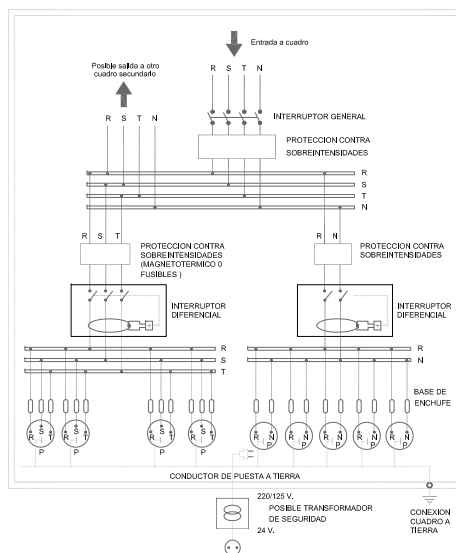 Entrada a cuadro
Posible salida a otro
cuadro secundario
R S T N
R S T N
INTERRUPTOR GENERAL
PROTECCION CONTRA
SOBREINTENSIDADES
R
S
T
N
R S T
R N
PROTECCION CONTRA
SOBREINTENSIDADES
(MAGNETOTERMICO 0
FUSIBLES )
PROTECCION CONTRA
SOBREINTENSIDADES
INTERRUPTOR
DIFERENCIAL
INTERRUPTOR
DIFERENCIAL
R
S
T
R
N
BASE DE
ENCHUFE
R S T P
R S T P
R S T P
R S T P
R N P
R N P
R N P
R N P
R N P
CONDUCTOR DE PUESTA A TIERRA
220/125 V.
POSIBLE TRANSFORMADOR
DE SEGURIDAD
24 V.
CONEXION
CUADRO A
TIERRA